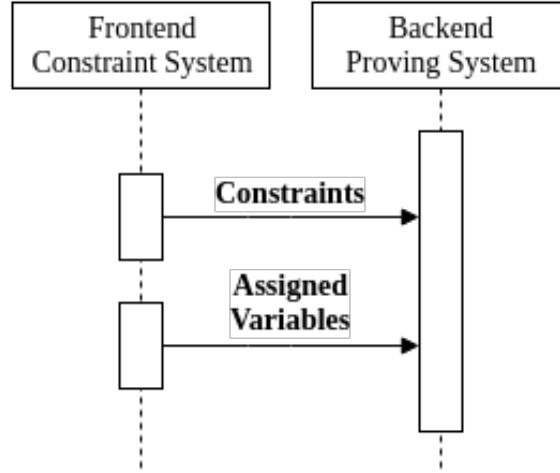 Frontend
Constraint System
Backend
Proving System
Constraints
Assigned
Variables